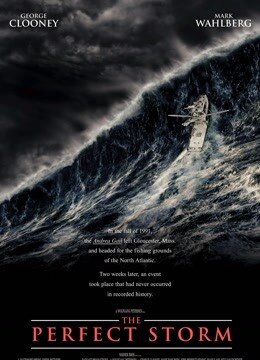 GEORGE
CLOONEY
MARK
WAHLBERG
In the fall of 1991,
the Andrea Gail left Gloucester, Mass.
and headed for the fishing grounds
of the North Atlantic.
Two weeks later, an event
took place that had never occurred
in recorded history.
THE
PERFECT STORM